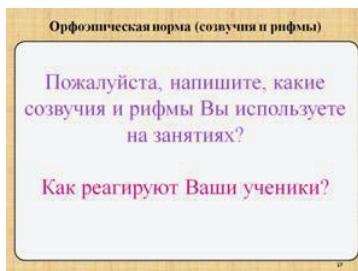 Орфоэпическая норма (созвучия и рифмы)
Пожалуйста, напишите, какие
созвучия и рифмы Вы используете
на занятиях?
Как реагируют Ваши ученики?